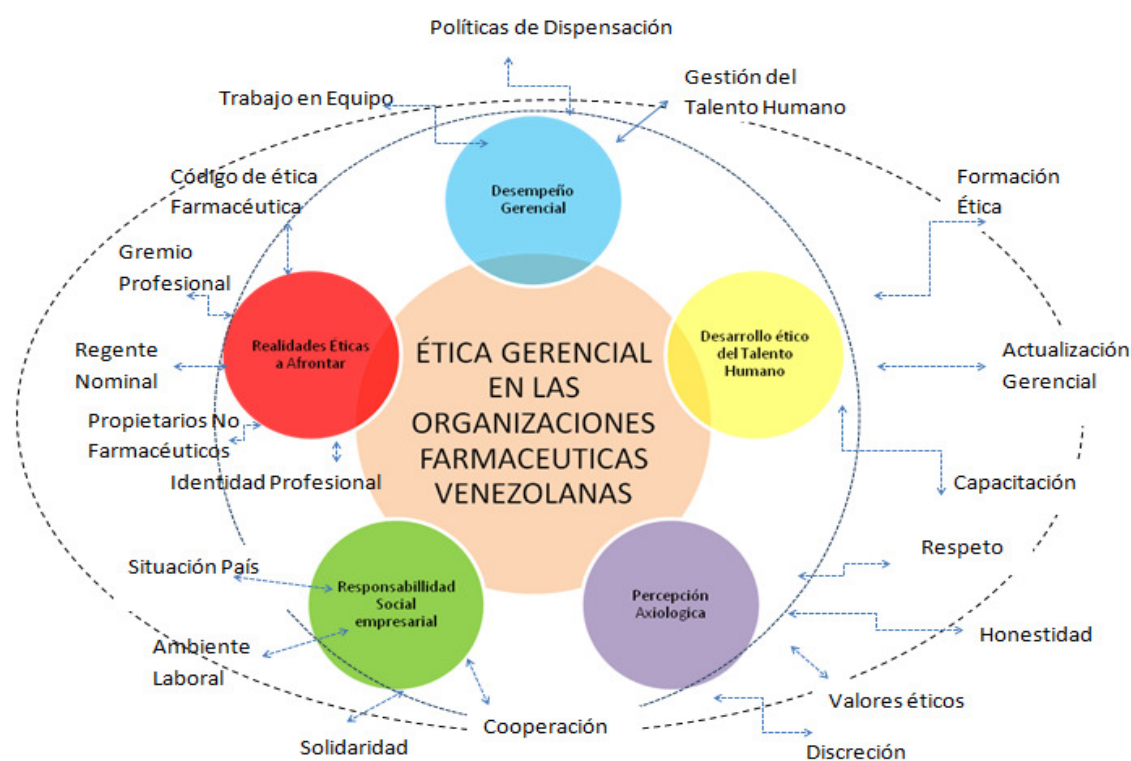 Políticas de Dispensación
Trabajo en Equipo
Gestión del
Talento Humano
Código de ética
Farmacéutica
Desempeño
Gerencial
Formación
Ética
Gremio
Profesional
Realidades Éticas
a Afrontar
Desarrollo ético
del Talento
Humano
Regente
Nominal
Actualización
Gerencial
ÉTICA GERENCIAL
EN LAS
ORGANIZACIONES
FARMACEUTICAS
VENEZOLANAS
Propietarios No
Farmacéuticos
Identidad Profesional
Capacitación
Situación País
Respeto
Responsabillidad
Social
empresarial
Percepción
Axiologica
Ambiente
Laboral
Honestidad
Valores éticos
Cooperación
Solidaridad
Discreción